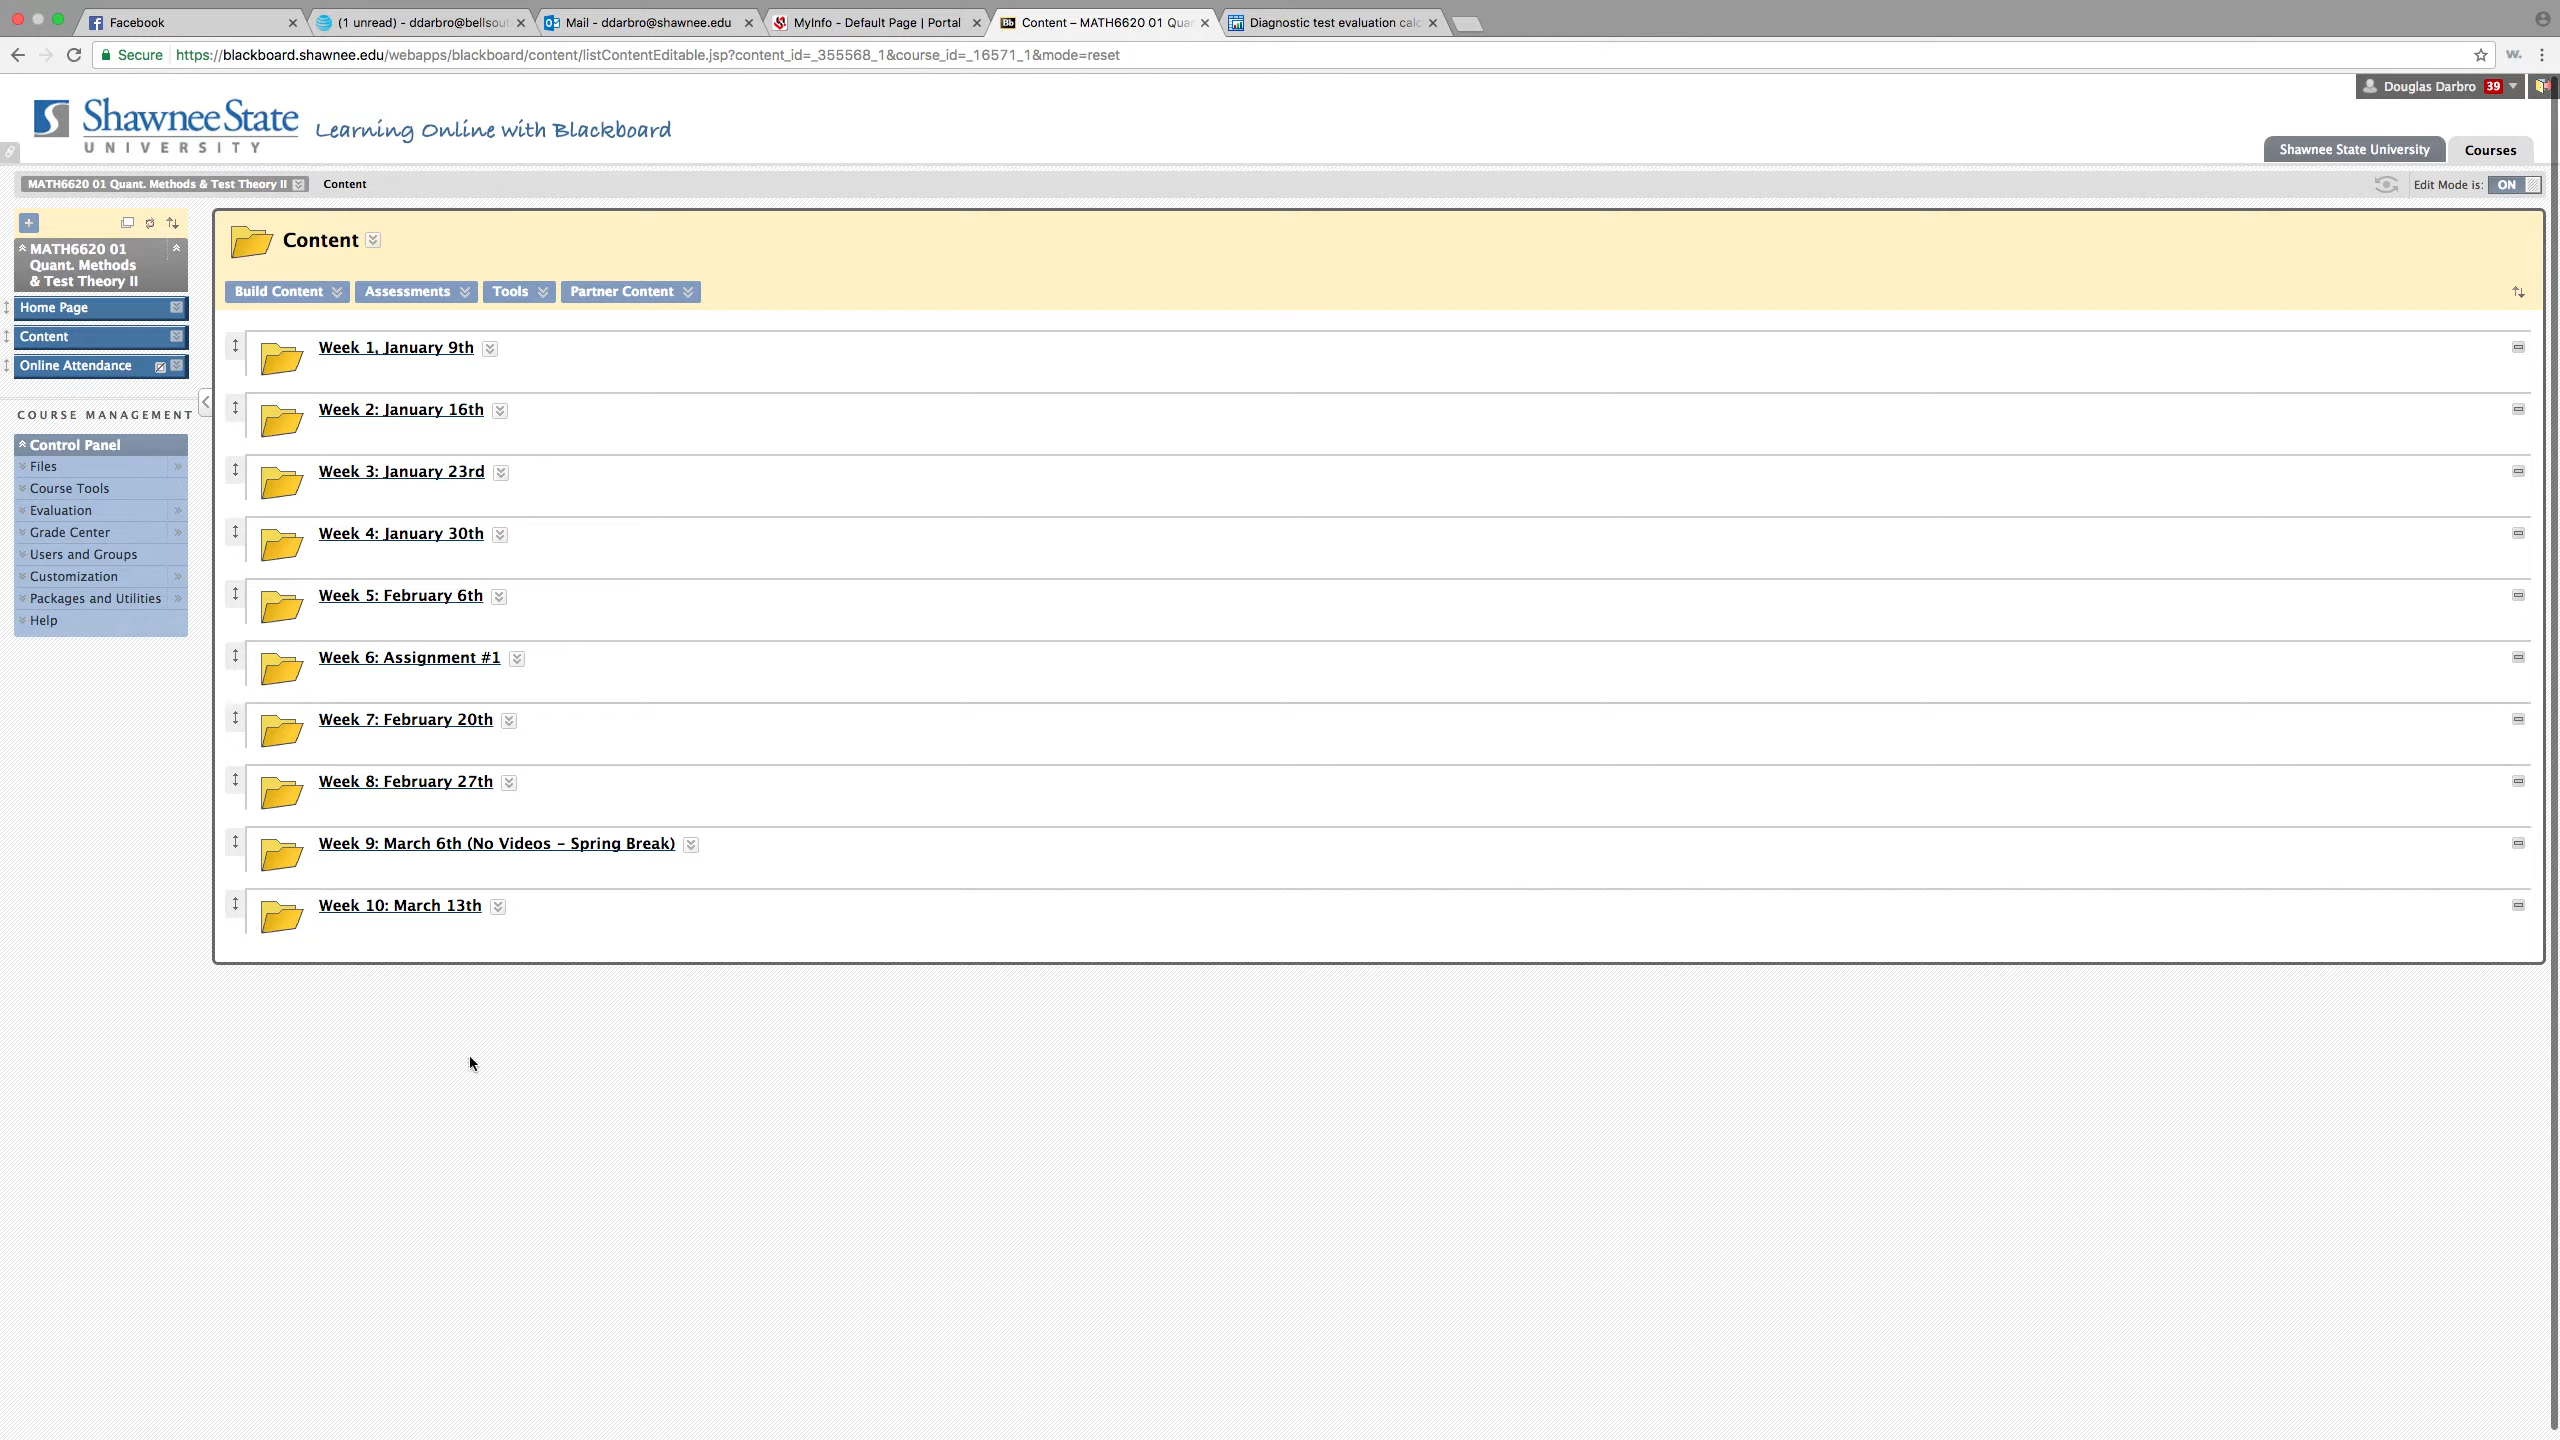 Facebook
(1 unread) - ddarbro@bellsout
Mail - ddarbro@shawnee.edu
MyInfo - Default Page | Portal
Content – MATH6620 01 Qua
Diagnostic test evaluation calc
Secure https://blackboard.shawnee.edu/webapps/blackboard/content/listContentEditable.jsp?content_id=_355568_1&course_id=_16571_1&mode=reset
Douglas Darbro 39
Shawnee State
UNIVERSITY
Learning Online with Blackboard
Shawnee State University
Courses
MATH6620 01 Quant. Methods & Test Theory II
Content
Edit Mode is: ON
MATH6620 01
Quant. Methods
& Test Theory II
Home Page
Content
Online Attendance
COURSE MANAGEMENT
Control Panel
Files
Course Tools
Evaluation
Grade Center
Users and Groups
Customization
Packages and Utilities
Help
Content
Build Content
Assessments
Tools
Partner Content
Week 1, January 9th
Week 2: January 16th
Week 3: January 23rd
Week 4: January 30th
Week 5: February 6th
Week 6: Assignment #1
Week 7: February 20th
Week 8: February 27th
Week 9: March 6th (No Videos – Spring Break)
Week 10: March 13th